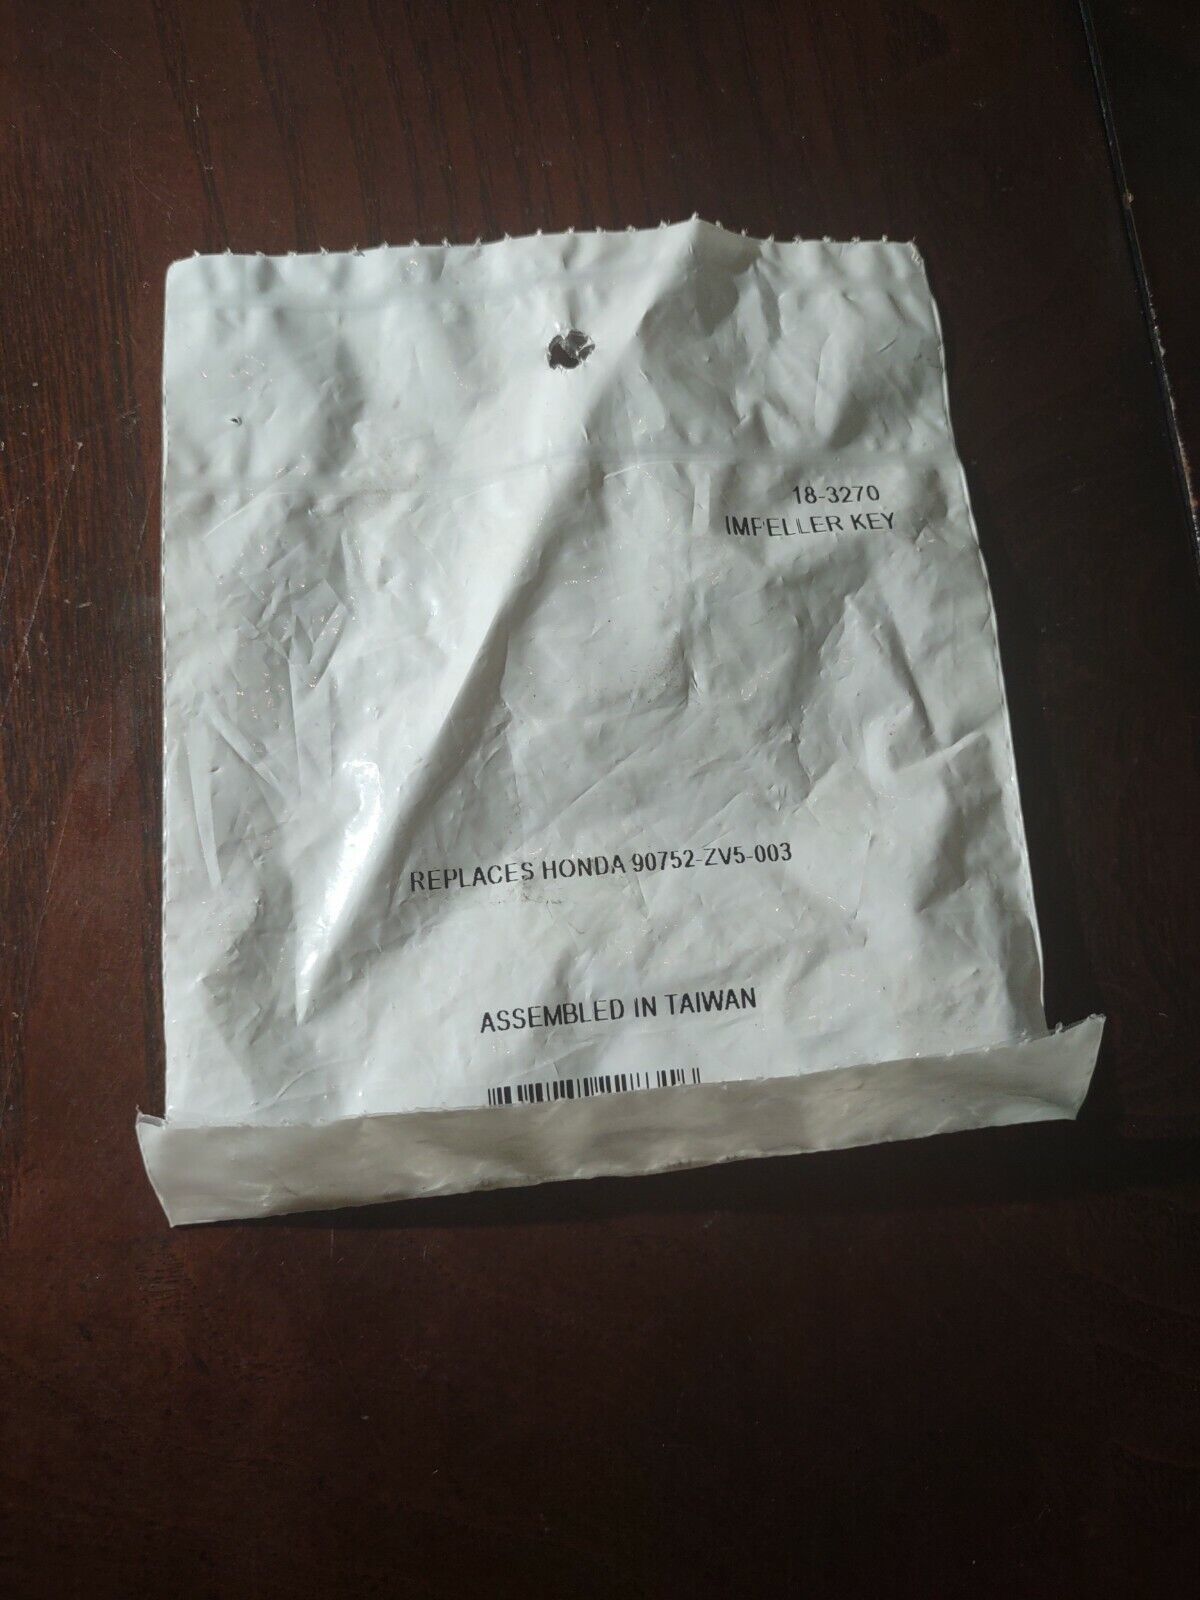 18-3270
IMPELLER KEY
REPLACES HONDA 90752-ZV5-003
ASSEMBLED IN TAIWAN